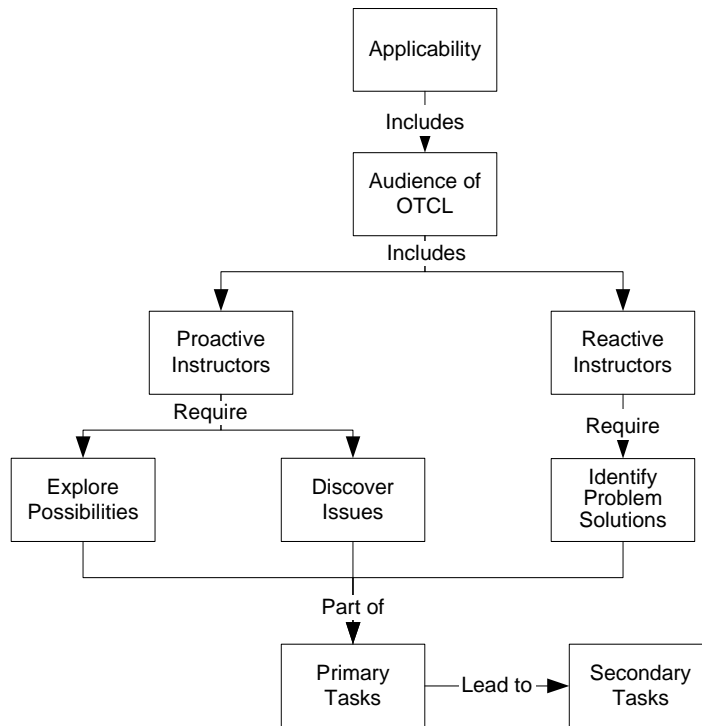 Applicability
Includes
Audience of
OTCL
Includes
Proactive
Instructors
Reactive
Instructors
Require
Require
Explore
Possibilities
Discover
Issues
Identify
Problem
Solutions
Part of
Primary
Tasks
Lead to
Secondary
Tasks